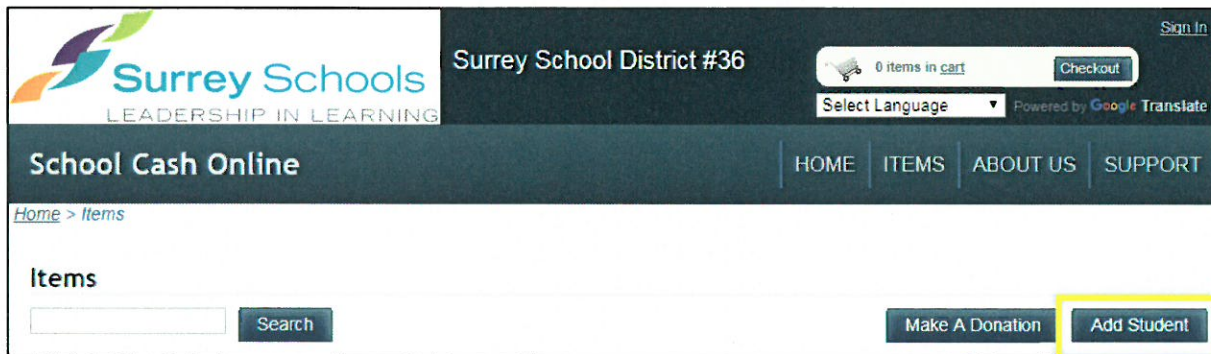 Surrey Schools
LEADERSHIP IN LEARNING
Surrey School District #36
Sign In
0 items in cart
Checkout
Select Language
Powered by Google Translate
School Cash Online
HOME ITEMS ABOUT US SUPPORT
Home > Items
Items
Search
Make A Donation
Add Student